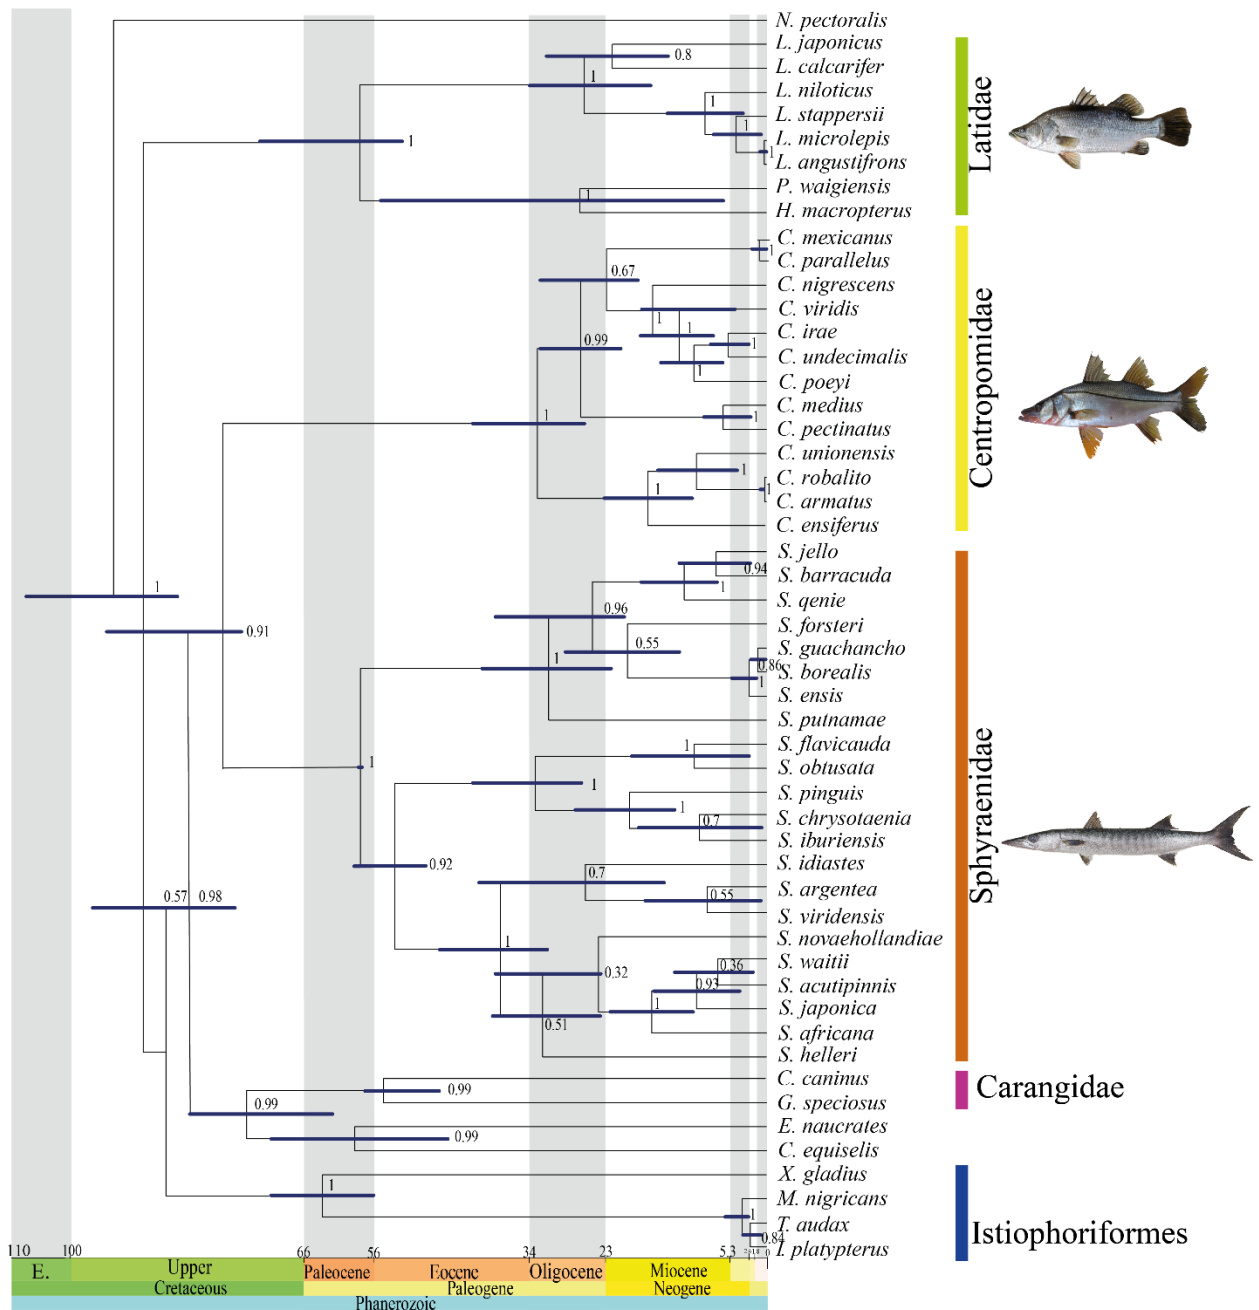 N. pectoralis
L. japonicus
0.8
L. calcarifer
1
L. niloticus
1
L. stappersii
1
L. microlepis
1
1
L. angustifrons
P. waigiensis
1
H. macropterus
Latidae
C. mexicanus
1
C. parallelus
0.67
C. nigrescens
C. viridis
1
1
C. irae
0.99
1
C. undecimalis
1
C. poeyi
C. medius
1
1
C. pectinatus
C. unionensis
1
C. robalito
1
1
C. armatus
C. ensiferus
Centropomidae
S. jello
0.94
S. barracuda
1
1
S. qenie
0.96
S. forsteri
0.91
0.55
S. guachancho
1
0.86
S. borealis
1
S. ensis
S. putnamae
S. flavicauda
1
1
S. obtusata
1
S. pinguis
1
S. chrysotaenia
0.7
S. iburiensis
0.92
S. idiastes
0.7
S. argentea
0.55
0.57
0.98
S. viridensis
1
S. novaehollandiae
0.32
S. waitii
0.36
0.93
S. acutipinnis
1
S. japonica
0.51
S. africana
S. helleri
Sphyraenidae
C. caninus
0.99
Carangidae
0.99
G. speciosus
E. naucrates
0.99
C. equiselis
X. gladius
1
M. nigricans
1
T. audax
0.84
Istiophoriformes
I. platypterus
110 100 66 56 34 23 5.3 0
E. Upper Paleocene Eocene Oligocene Miocene
Cretaceous Paleogene Neogene
Phanerozoic